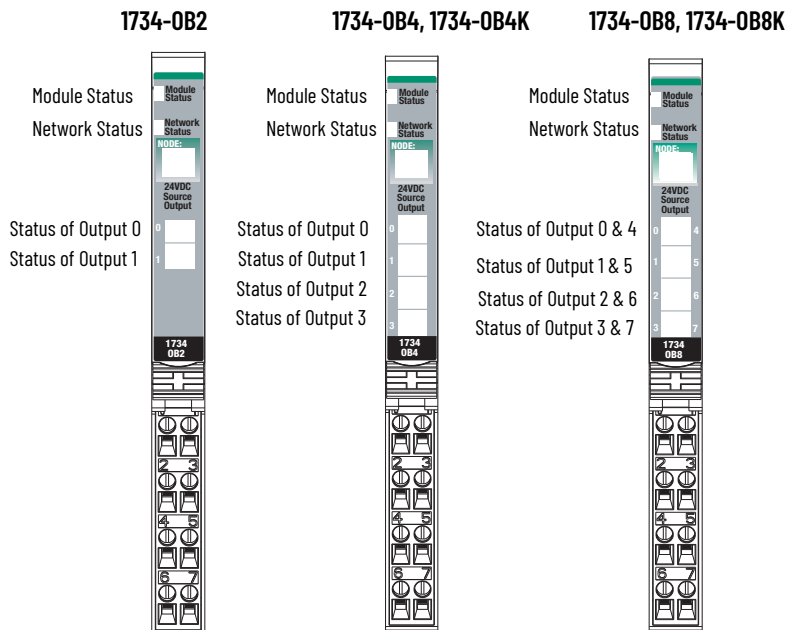 1734-OB2
1734-OB4, 1734-OB4K
1734-OB8, 1734-OB8K
Module Status
Network Status
Module
Status
Network
Status
NODE:
24VDC
Source
Output
Status of Output 0
Status of Output 1
0
1
1734
OB2
2 3
4 5
6 7
Module Status
Network Status
Module
Status
Network
Status
NODE:
24VDC
Source
Output
Status of Output 0
Status of Output 1
Status of Output 2
Status of Output 3
0
1
2
3
1734
OB4
2 3
4 5
6 7
Module Status
Network Status
Module
Status
Network
Status
NODE:
24VDC
Source
Output
Status of Output 0 & 4
Status of Output 1 & 5
Status of Output 2 & 6
Status of Output 3 & 7
0 4
1 5
2 6
3 7
1734
OB8
2 3
4 5
6 7